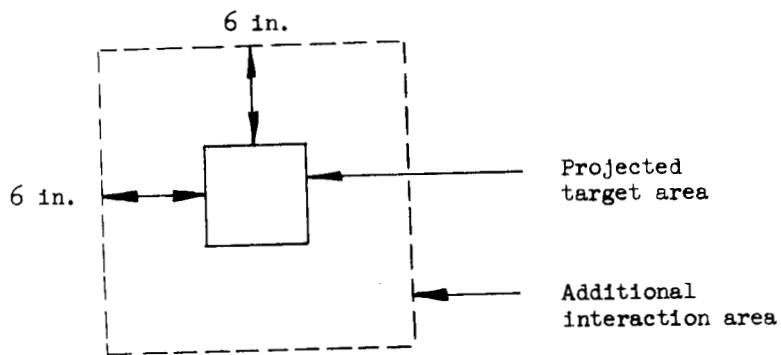 6 in.
6 in.
Projected
target area
Additional
interaction area